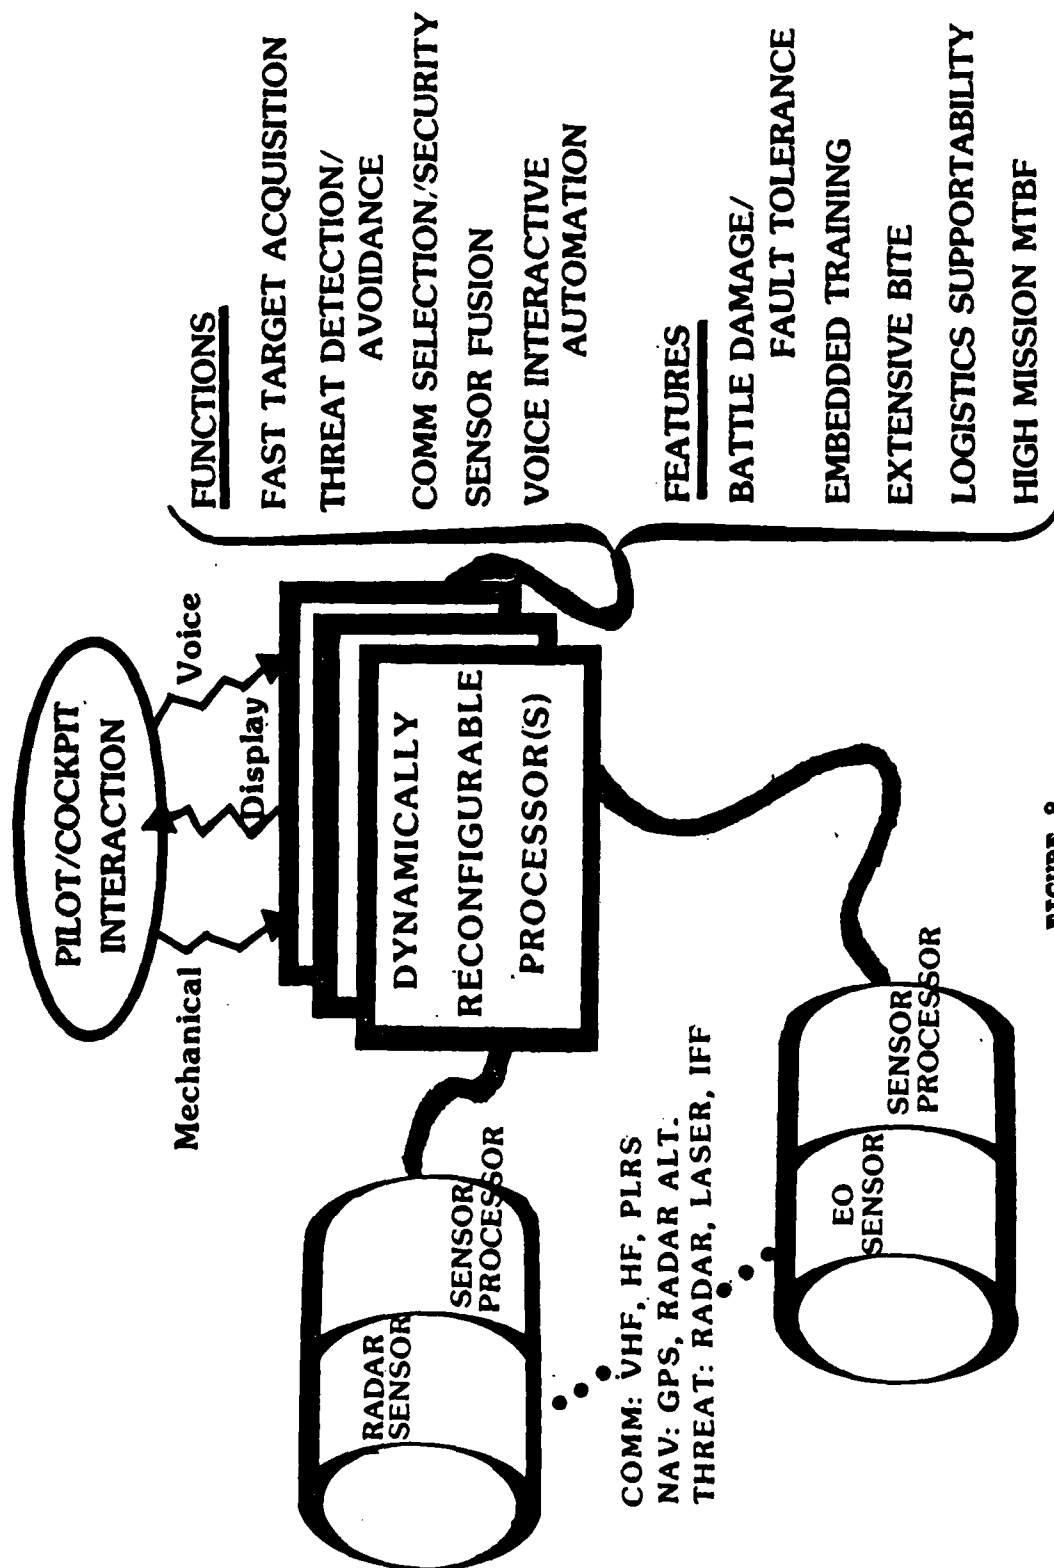 PILOT/COCKPIT
INTERACTION
Mechanical
Display
Voice
DYNAMICALLY
RECONFIGURABLE
PROCESSOR(S)
FUNCTIONS
FAST TARGET ACQUISITION
THREAT DETECTION/
AVOIDANCE
COMM SELECTION/SECURITY
SENSOR FUSION
VOICE INTERACTIVE
AUTOMATION
FEATURES
BATTLE DAMAGE/
FAULT TOLERANCE
EMBEDDED TRAINING
EXTENSIVE BITE
LOGISTICS SUPPORTABILITY
HIGH MISSION MTBF
RADAR
SENSOR
SENSOR
PROCESSOR
COMM: VHF, HF, PLRS
NAV: GPS, RADAR ALT.
THREAT: RADAR, LASER, IFF
EO
SENSOR
SENSOR
PROCESSOR
FIGURE